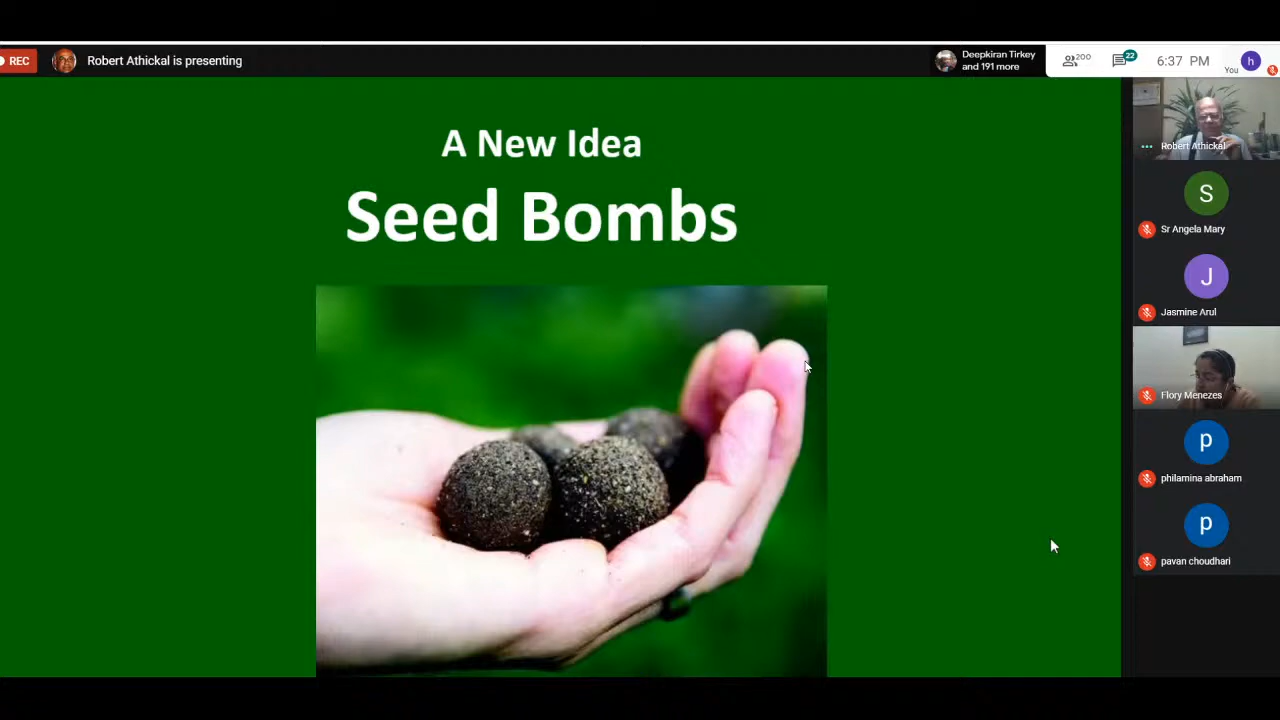 REC
Robert Athickal is presenting
Deepkiran Tirkey
and 191 more
200
22
6:37 PM
You
h
A New Idea
Seed Bombs
Robert Athickal
S
Sr Angela Mary
J
Jasmine Arul
Flory Menezes
p
philamina abraham
p
pavan choudhari